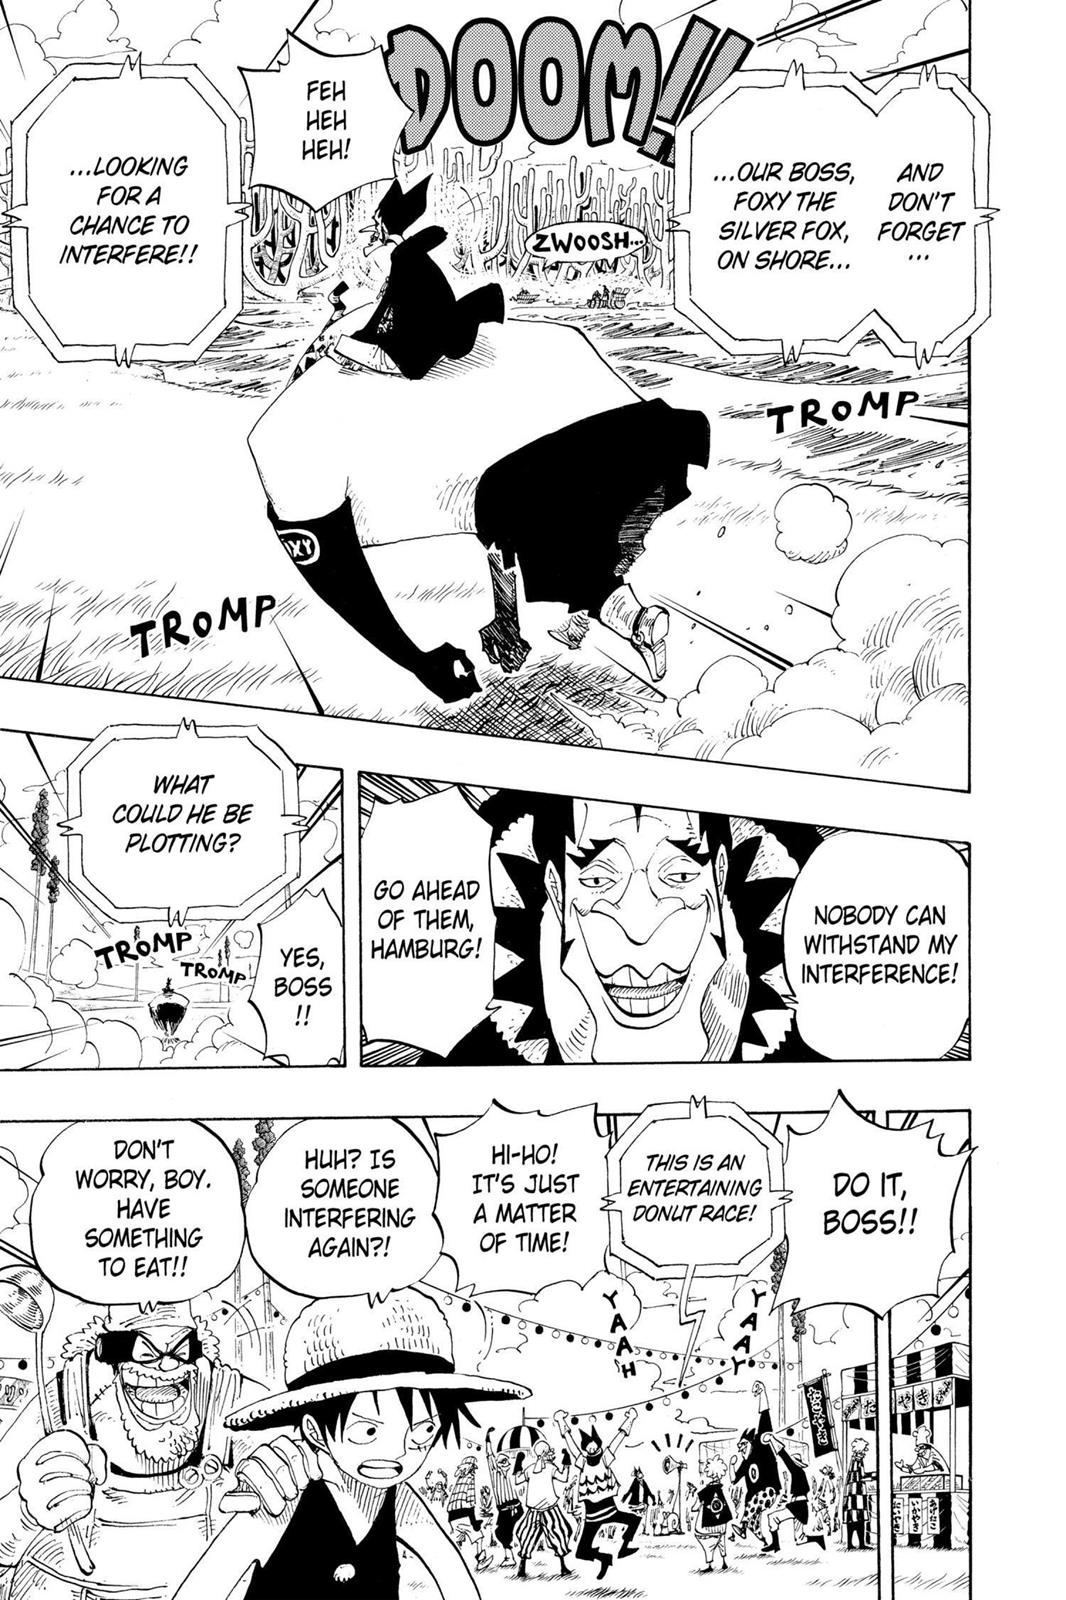 AND
DON'T
FORGET
...
...OUR BOSS,
FOXY THE
SILVER FOX,
ON SHORE...
DOOM!!
FEH
HEH
HEH!
...LOOKING
FOR A
CHANCE TO
INTERFERE!!
ZWOOSH...
TROMP
XY
TROMP
NOBODY CAN
WITHSTAND MY
INTERFERENCE!
GO AHEAD
OF THEM,
HAMBURG!
WHAT
COULD HE BE
PLOTTING?
TROMP
TROMP
YES,
BOSS
!!
DO IT,
BOSS!!
THIS IS AN
ENTERTAINING
DONUT RACE!
HI-HO!
IT'S JUST
A MATTER
OF TIME!
HUH? IS
SOMEONE
INTERFERING
AGAIN?!
DON'T
WORRY, BOY.
HAVE
SOMETHING
TO EAT!!
YAAAY
YAAH